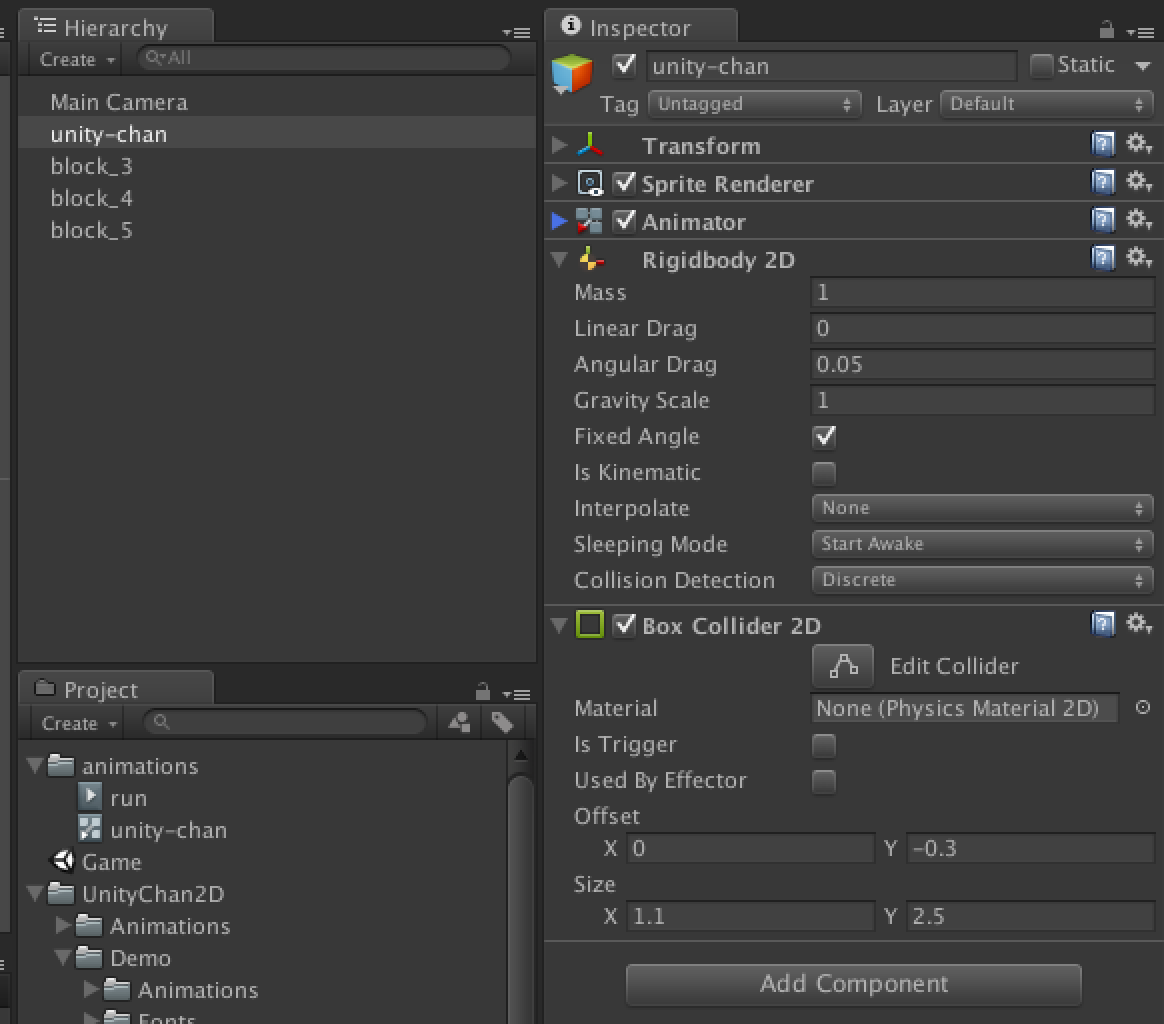 Hierarchy
Create
All
Main Camera
unity-chan
block_3
block_4
block_5
Project
Create
animations
run
unity-chan
Game
UnityChan2D
Animations
Demo
Animations
Fonts
Inspector
unity-chan
Static
Tag Untagged Layer Default
Transform
Sprite Renderer
Animator
Rigidbody 2D
Mass 1
Linear Drag 0
Angular Drag 0.05
Gravity Scale 1
Fixed Angle
Is Kinematic
Interpolate None
Sleeping Mode Start Awake
Collision Detection Discrete
Box Collider 2D
Edit Collider
Material None (Physics Material 2D)
Is Trigger
Used By Effector
Offset
X 0 Y -0.3
Size
X 1.1 Y 2.5
Add Component